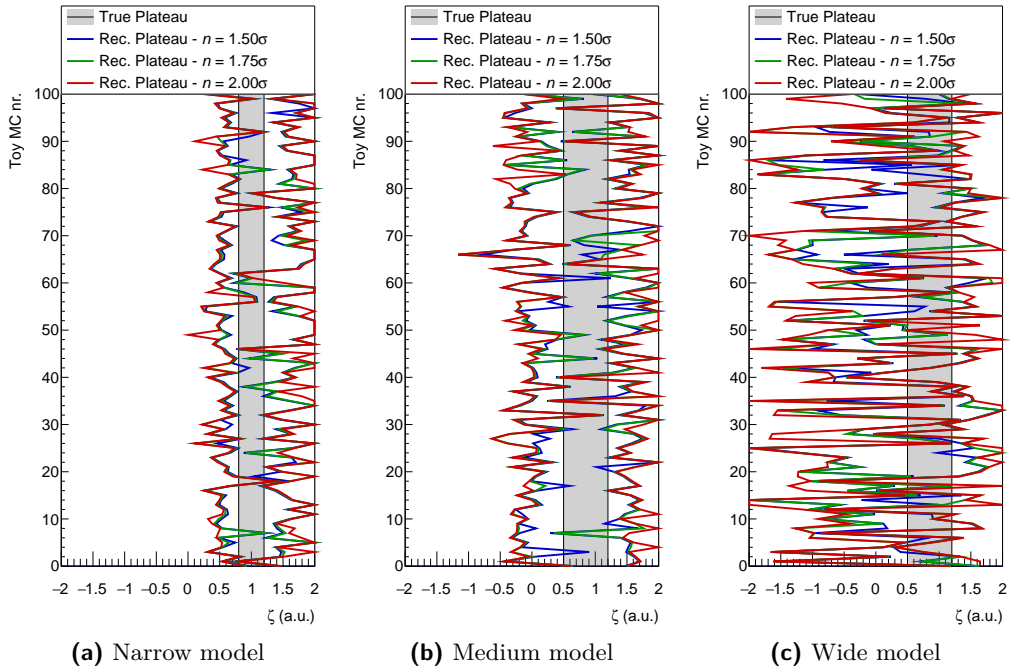 True Plateau
Rec. Plateau - n = 1.50σ
Rec. Plateau - n = 1.75σ
Rec. Plateau - n = 2.00σ
Toy MC nr.
100
90
80
70
60
50
40
30
20
10
0
−2 −1.5 −1 −0.5 0 0.5 1 1.5 2
ζ (a.u.)
(a) Narrow model
True Plateau
Rec. Plateau - n = 1.50σ
Rec. Plateau - n = 1.75σ
Rec. Plateau - n = 2.00σ
Toy MC nr.
100
90
80
70
60
50
40
30
20
10
0
−2 −1.5 −1 −0.5 0 0.5 1 1.5 2
ζ (a.u.)
(b) Medium model
True Plateau
Rec. Plateau - n = 1.50σ
Rec. Plateau - n = 1.75σ
Rec. Plateau - n = 2.00σ
Toy MC nr.
100
90
80
70
60
50
40
30
20
10
0
−2 −1.5 −1 −0.5 0 0.5 1 1.5 2
ζ (a.u.)
(c) Wide model